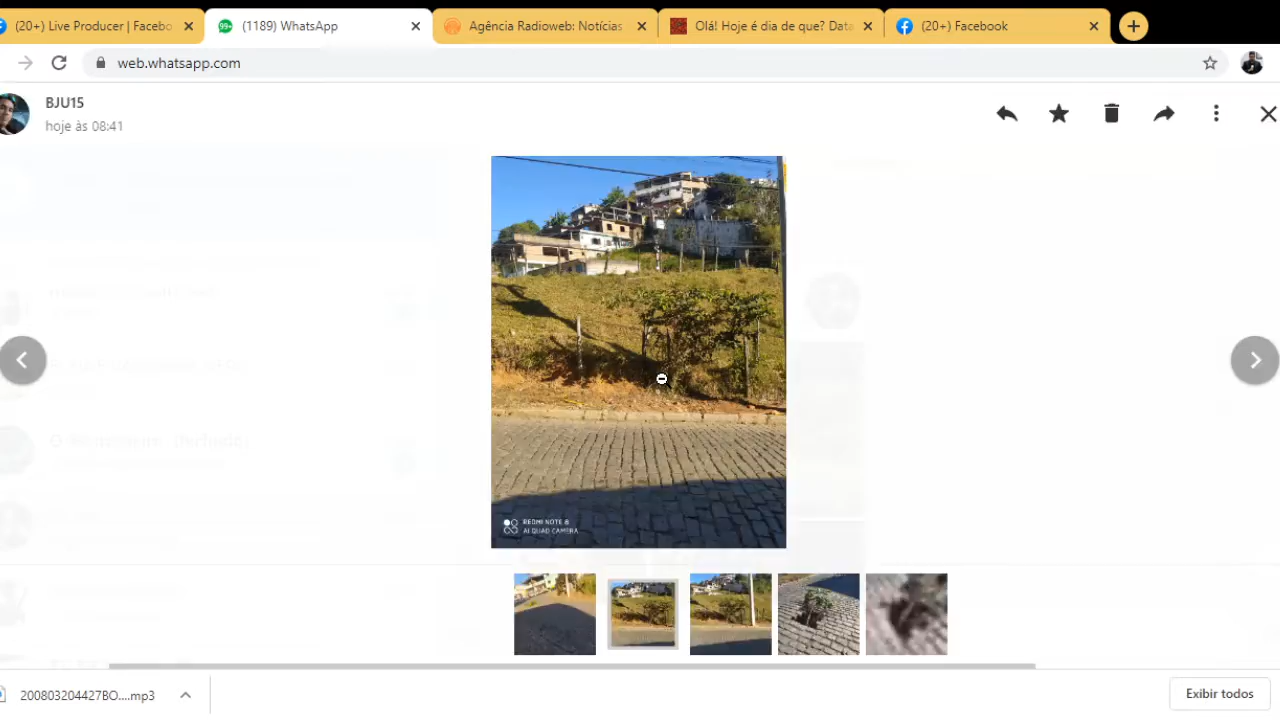 (20+) Live Producer | Facebo
99+
(1189) WhatsApp
Agência Radioweb: Notícias
Olá! Hoje é dia de que? Data
(20+) Facebook
web.whatsapp.com
BJU15
hoje às 08:41
REDMI NOTE 8
AI QUAD CAMERA
200803204427BO....mp3
Exibir todos